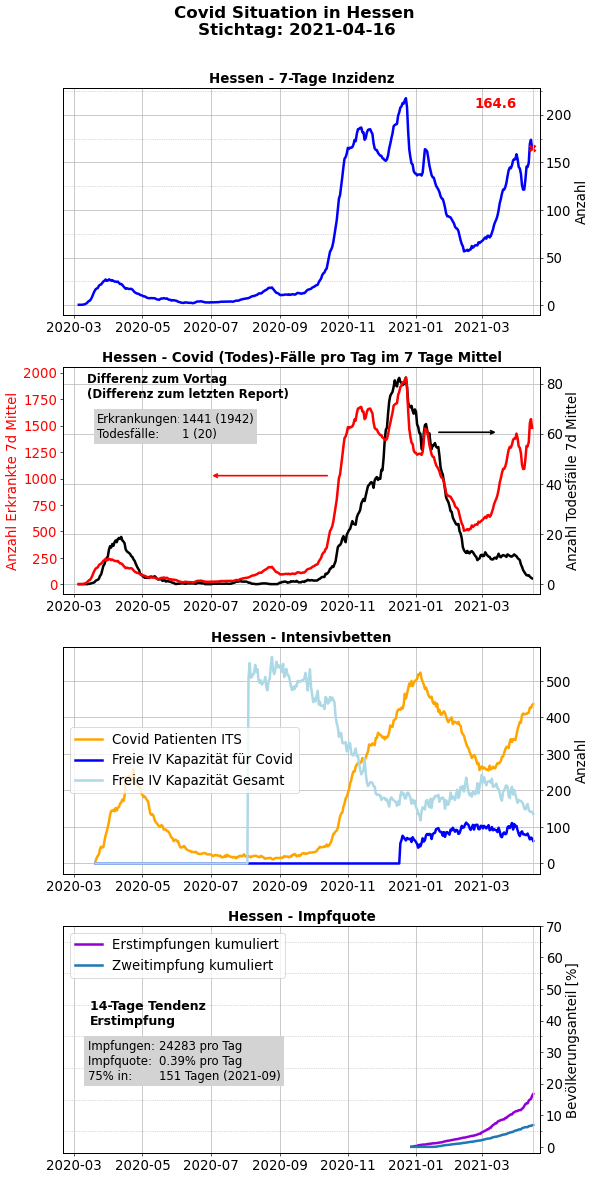 Covid Situation in Hessen
Stichtag: 2021-04-16
Hessen - 7-Tage Inzidenz
164.6
200
150
100
50
0
Anzahl
2020-03 2020-05 2020-07 2020-09 2020-11 2021-01 2021-03
Hessen - Covid (Todes)-Fälle pro Tag im 7 Tage Mittel
Differenz zum Vortag
(Differenz zum letzten Report)
Erkrankungen: 1441 (1942)
Todesfälle: 1 (20)
Anzahl Erkrankte 7d Mittel
2000
1750
1500
1250
1000
750
500
250
0
80
60
40
20
0
Anzahl Todesfälle 7d Mittel
2020-03 2020-05 2020-07 2020-09 2020-11 2021-01 2021-03
Hessen - Intensivbetten
Covid Patienten ITS
Freie IV Kapazität für Covid
Freie IV Kapazität Gesamt
500
400
300
200
100
0
Anzahl
2020-03 2020-05 2020-07 2020-09 2020-11 2021-01 2021-03
Hessen - Impfquote
Erstimpfungen kumuliert
Zweitimpfung kumuliert
14-Tage Tendenz
Erstimpfung
Impfungen: 24283 pro Tag
Impfquote: 0.39% pro Tag
75% in: 151 Tagen (2021-09)
70
60
50
40
30
20
10
0
Bevölkerungsanteil [%]
2020-03 2020-05 2020-07 2020-09 2020-11 2021-01 2021-03